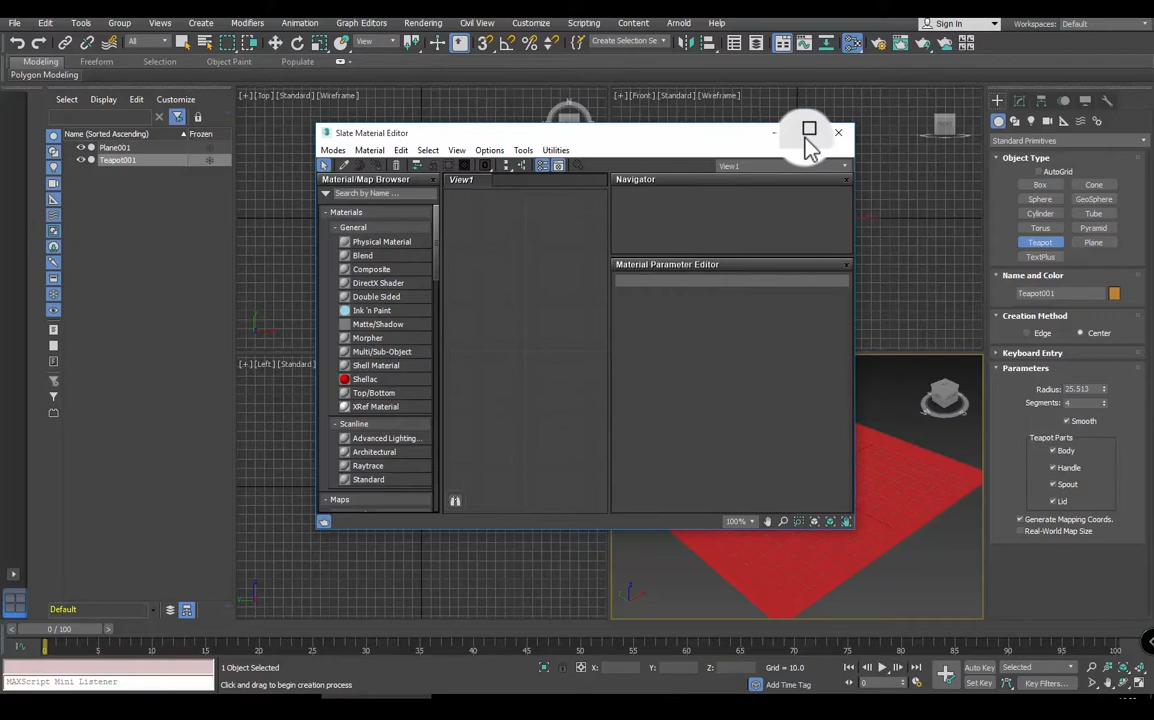 File Edit Tools Group Views Create Modifiers Animation Graph Editors Rendering Civil View Customize Scripting Content Arnold Help Sign In Workspaces: Default
All View Create Selection Se
Modeling Freeform Selection Object Paint Populate
Polygon Modeling
Select Display Customize
Name (Sorted Ascending) Frozen
Plane001
Teapot001
Default
[+] [Top] [Standard] [Wireframe]
[+] [Front] [Standard] [Wireframe]
N
[+] [Left] [Standard]
Slate Material Editor
Modes Material Edit Select View Options Tools Utilities
View1
Material/Map Browser
Search by Name ...
Materials
General
Physical Material
Blend
Composite
DirectX Shader
Double Sided
Ink 'n Paint
Matte/Shadow
Morpher
Multi/Sub-Object
Shell Material
Shellac
Top/Bottom
XRef Material
Scanline
Advanced Lighting...
Architectural
Raytrace
Standard
Maps
View1
Navigator
Material Parameter Editor
100%
Standard Primitives
Object Type
AutoGrid
Box Cone
Sphere GeoSphere
Cylinder Tube
Torus Pyramid
Teapot Plane
TextPlus
Name and Color
Teapot001
Creation Method
Edge Center
Keyboard Entry
Parameters
Radius: 25.513
Segments: 4
Smooth
Teapot Parts
Body
Handle
Spout
Lid
Generate Mapping Coords.
Real-World Map Size
0 / 100
0 5 10 15 20 25 30 35 40 45 50 55 60 65 70 75 80 85 90 95 100
1 Object Selected
X: Y: Z: Grid = 10.0
Auto Key Selected
MAXScript Mini Listener
Click and drag to begin creation process
Add Time Tag
0
Set Key Key Filters...